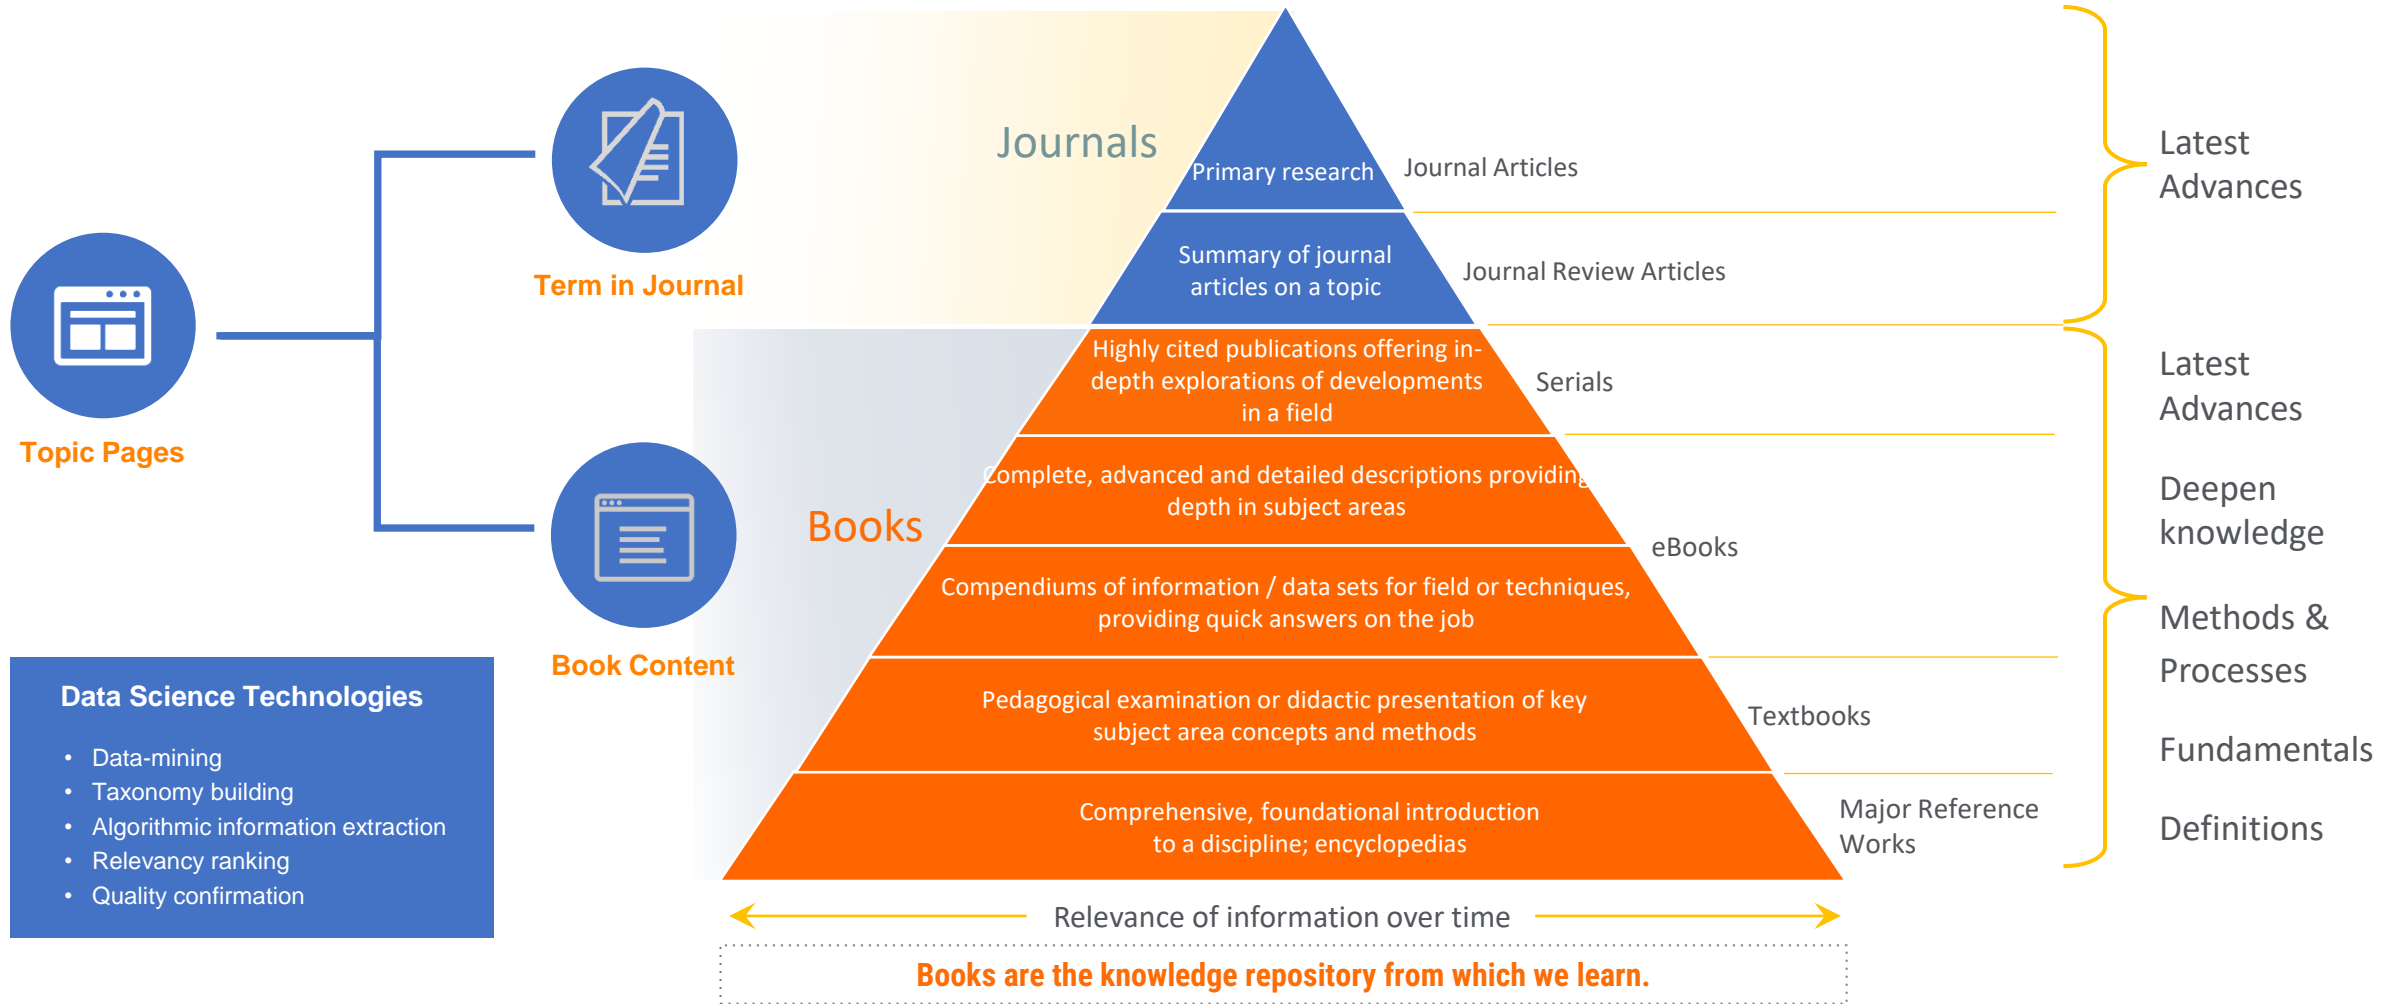 Topic Pages
Term in Journal
Book Content
Data Science Technologies
• Data-mining
• Taxonomy building
• Algorithmic information extraction
• Relevancy ranking
• Quality confirmation
Journals
Books
Primary research
Journal Articles
Summary of journal
articles on a topic
Journal Review Articles
Highly cited publications offering in-
depth explorations of developments
in a field
Serials
Complete, advanced and detailed descriptions providing
depth in subject areas
eBooks
Compendiums of information / data sets for field or techniques,
providing quick answers on the job
Pedagogical examination or didactic presentation of key
subject area concepts and methods
Textbooks
Comprehensive, foundational introduction
to a discipline; encyclopedias
Major Reference
Works
Latest
Advances
Latest
Advances
Deepen
knowledge
Methods &
Processes
Fundamentals
Definitions
Relevance of information over time
Books are the knowledge repository from which we learn.